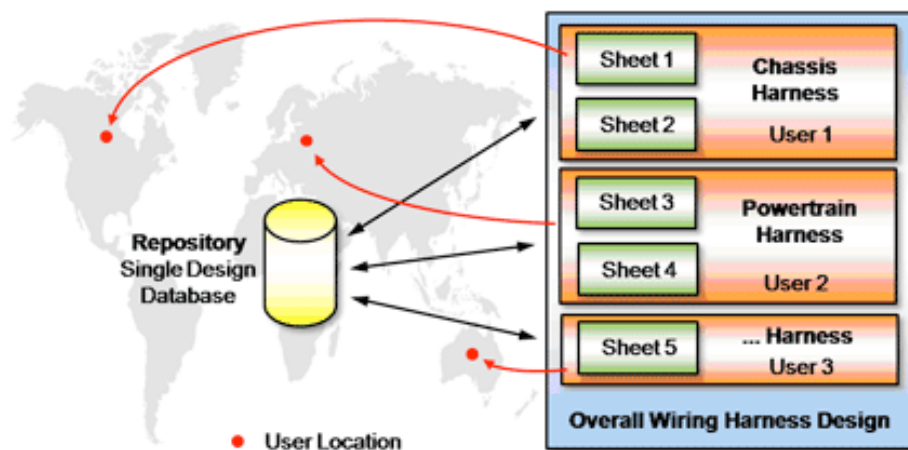 Sheet 1
Chassis
Harness
Sheet 2
User 1
Sheet 3
Powertrain
Harness
Sheet 4
User 2
Sheet 5
... Harness
User 3
Overall Wiring Harness Design
Repository
Single Design
Database
User Location